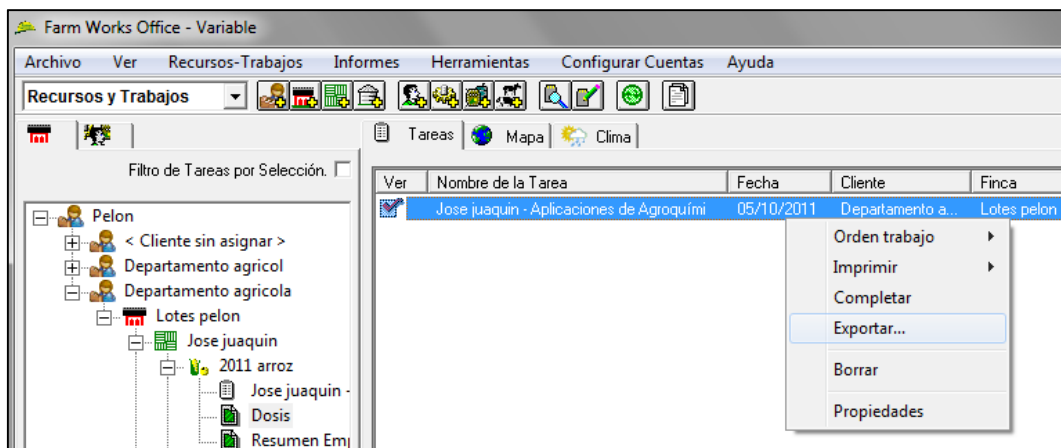 Farm Works Office - Variable
Archivo Ver Recursos-Trabajos Informes Herramientas Configurar Cuentas Ayuda
Recursos y Trabajos
Tareas Mapa Clima
Filtro de Tareas por Selección.
Ver Nombre de la Tarea Fecha Cliente Finca
Jose juaquin - Aplicaciones de Agroquími 05/10/2011 Departamento a... Lotes pelon
Pelon
< Cliente sin asignar >
Departamento agricol
Departamento agricola
Lotes pelon
Jose juaquin
2011 arroz
Jose juaquin -
Dosis
Resumen Em
Orden trabajo
Imprimir
Completar
Exportar...
Borrar
Propiedades